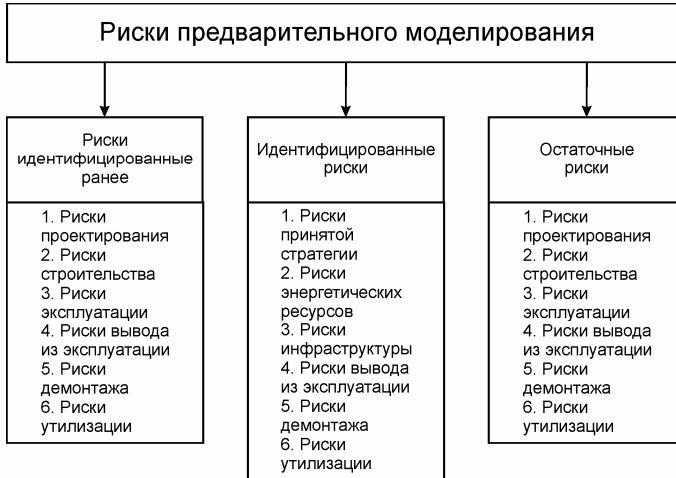 Риски предварительного моделирования
Риски
идентифицированные
ранее
1. Риски
проектирования
2. Риски
строительства
3. Риски
эксплуатации
4. Риски вывода
из эксплуатации
5. Риски
демонтажа
6. Риски
утилизации
Идентифицированные
риски
1. Риски
принятой
стратегии
2. Риски
энергетических
ресурсов
3. Риски
инфраструктуры
4. Риски вывода
из эксплуатации
5. Риски
демонтажа
6. Риски
утилизации
Остаточные
риски
1. Риски
проектирования
2. Риски
строительства
3. Риски
эксплуатации
4. Риски вывода
из эксплуатации
5. Риски
демонтажа
6. Риски
утилизации